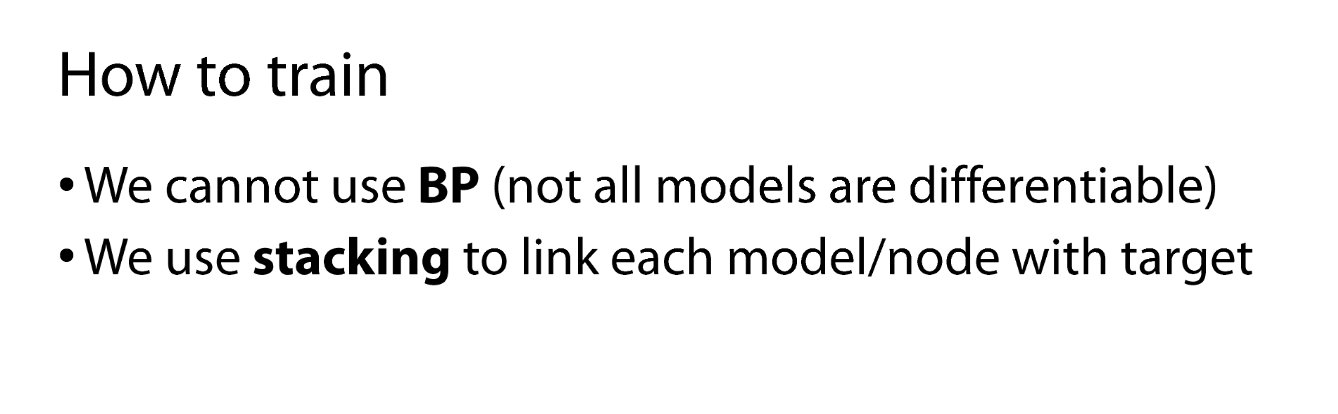 How to train
• We cannot use BP (not all models are differentiable)
• We use stacking to link each model/node with target